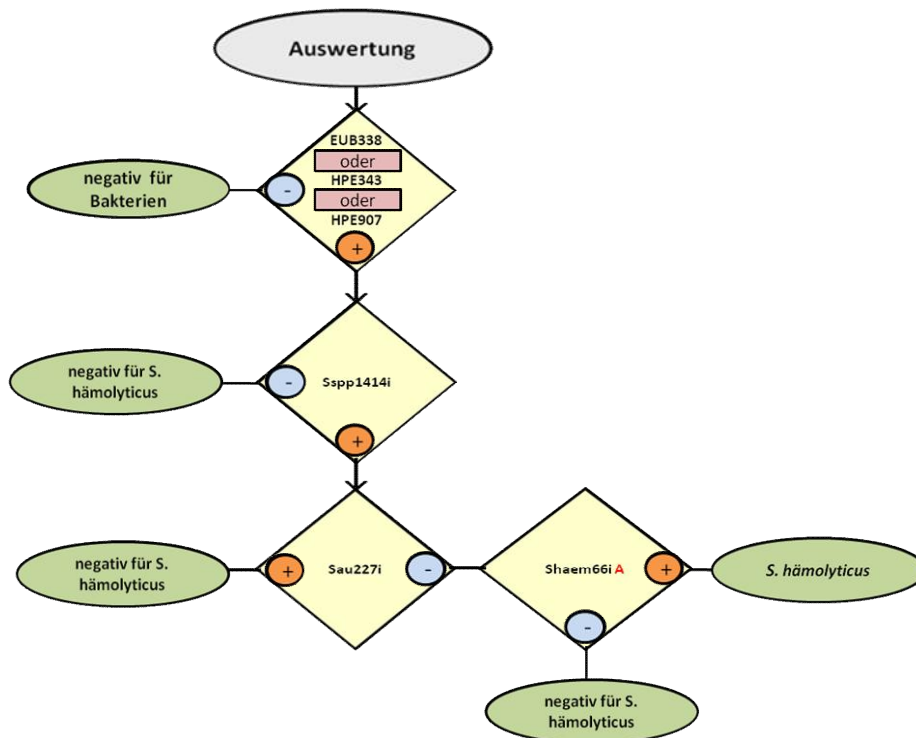 Auswertung
EUB338
oder
HPE343
oder
HPE907
-
+
negativ für
Bakterien
Sspp1414i
-
+
negativ für S.
hämolyticus
Sau227i
+
-
negativ für S.
hämolyticus
Shaem66i A
+
-
S. hämolyticus
negativ für S.
hämolyticus